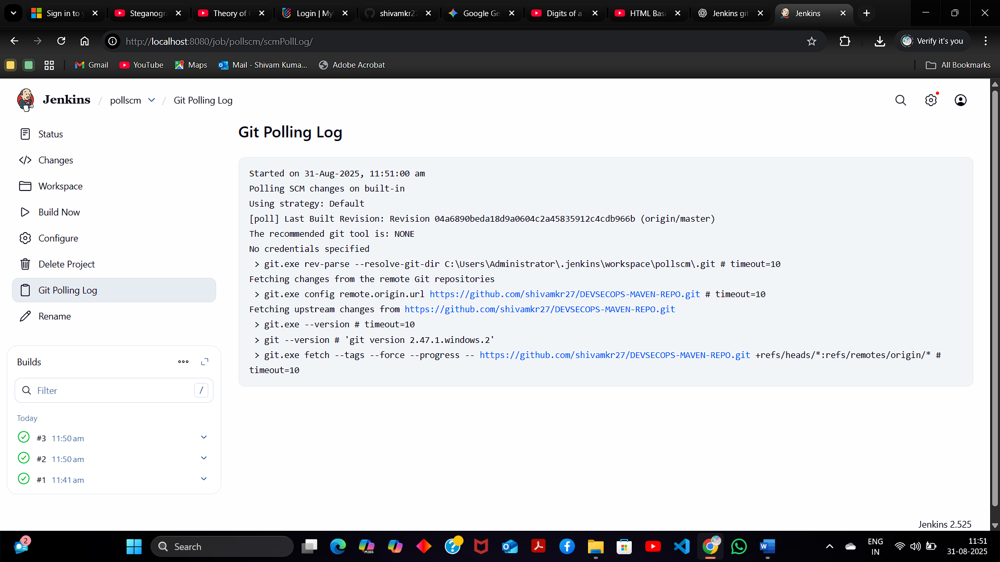 Sign in to y
Steganogra
Theory of C
Login | My
shivamkr27
Google Ge
Digits of a
HTML Basi
Jenkins git
Jenkins
http://localhost:8080/job/pollscm/scmPollLog/
Verify it's you
Gmail
YouTube
Maps
Mail - Shivam Kuma...
Adobe Acrobat
All Bookmarks
Jenkins / pollscm / Git Polling Log
Status
Changes
Workspace
Build Now
Configure
Delete Project
Git Polling Log
Rename
Builds
Filter /
Today
#3 11:50 am
#2 11:50 am
#1 11:41 am
Git Polling Log
Started on 31-Aug-2025, 11:51:00 am
Polling SCM changes on built-in
Using strategy: Default
[poll] Last Built Revision: Revision 04a6890beda18d9a0604c2a45835912c4cdb966b (origin/master)
The recommended git tool is: NONE
No credentials specified
> git.exe rev-parse --resolve-git-dir C:\Users\Administrator\.jenkins\workspace\pollscm\.git # timeout=10
Fetching changes from the remote Git repositories
> git.exe config remote.origin.url https://github.com/shivamkr27/DEVSECOPS-MAVEN-REPO.git # timeout=10
Fetching upstream changes from https://github.com/shivamkr27/DEVSECOPS-MAVEN-REPO.git
> git.exe --version # timeout=10
> git --version # 'git version 2.47.1.windows.2'
> git.exe fetch --tags --force --progress -- https://github.com/shivamkr27/DEVSECOPS-MAVEN-REPO.git +refs/heads/*:refs/remotes/origin/* #
timeout=10
Jenkins 2.525
2
Search
M365
ENG
IN
11:51
31-08-2025